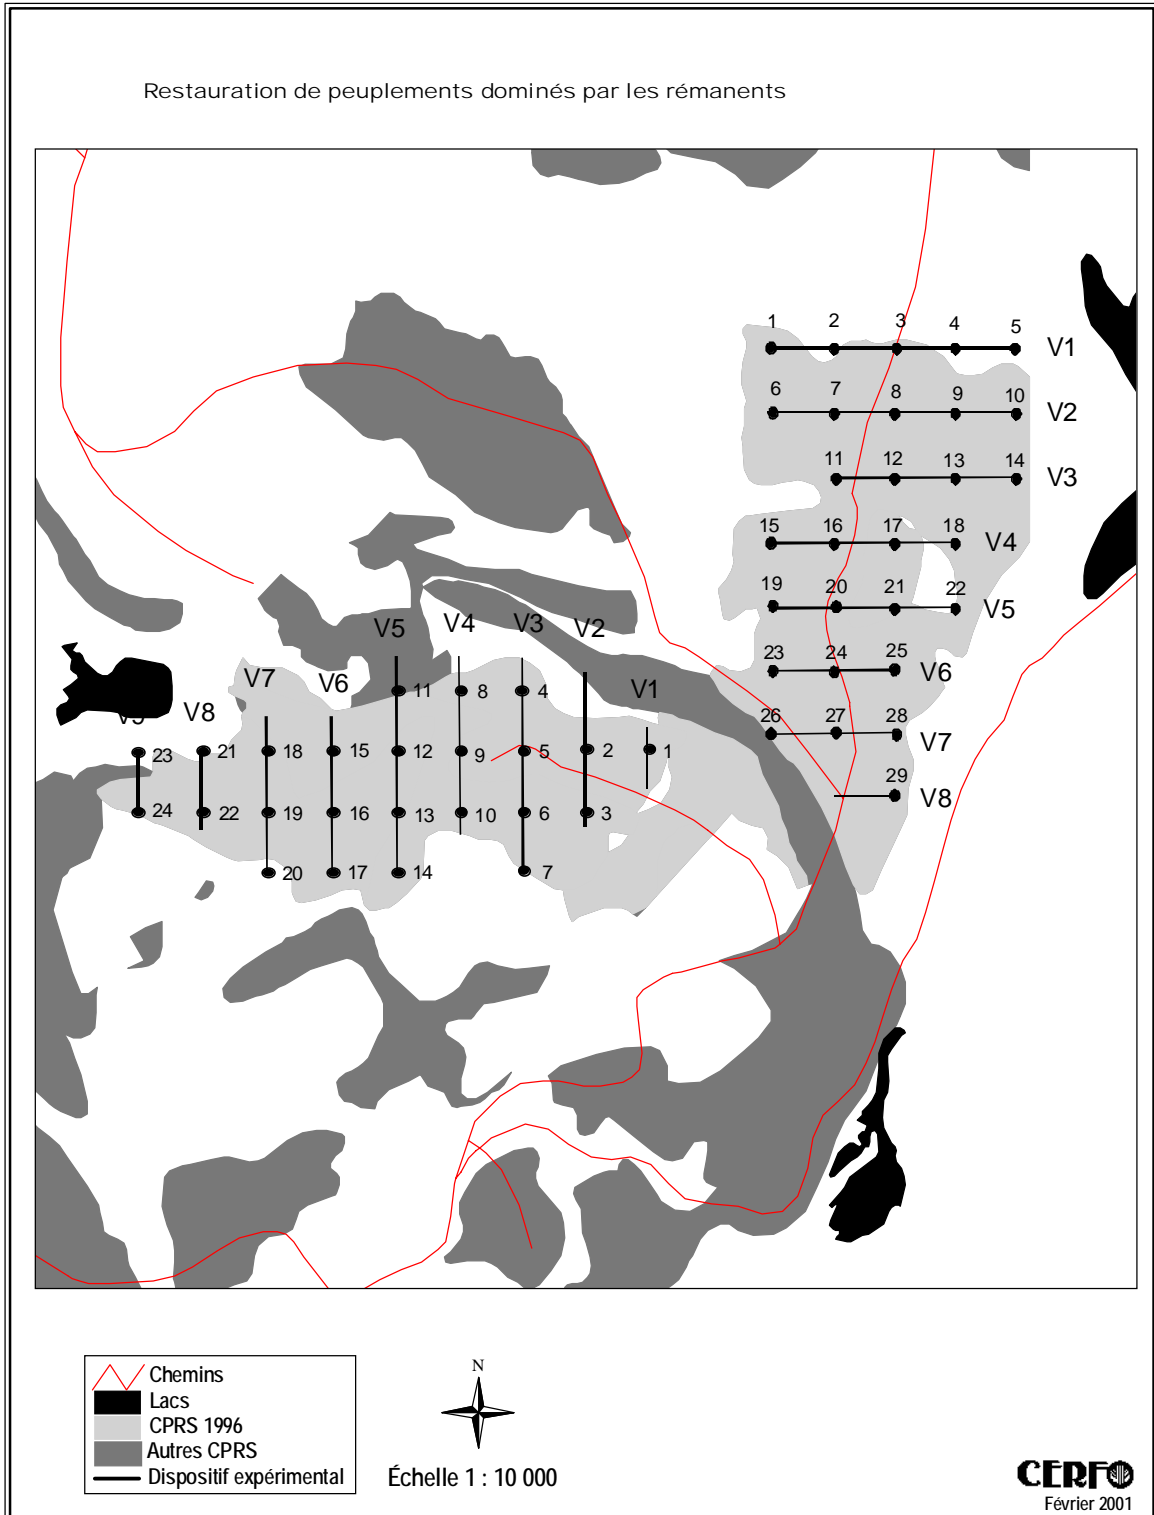 Restauration de peuplements dominés par les rémanents
1 2 3 4 5 V1
6 7 8 9 10 V2
11 12 13 14 V3
15 16 17 18 V4
19 20 21 22 V5
23 24 25 V6
26 27 28 V7
29 V8
V5 V4 V3 V2
V7 V6 V1
V8
11 8 4
23 21 18 15 12 9 5 2 1
24 22 19 16 13 10 6 3
20 17 14 7
Chemins
Lacs
CPRS 1996
Autres CPRS
Dispositif expérimental
N
Échelle 1 : 10 000
CERFO
Février 2001